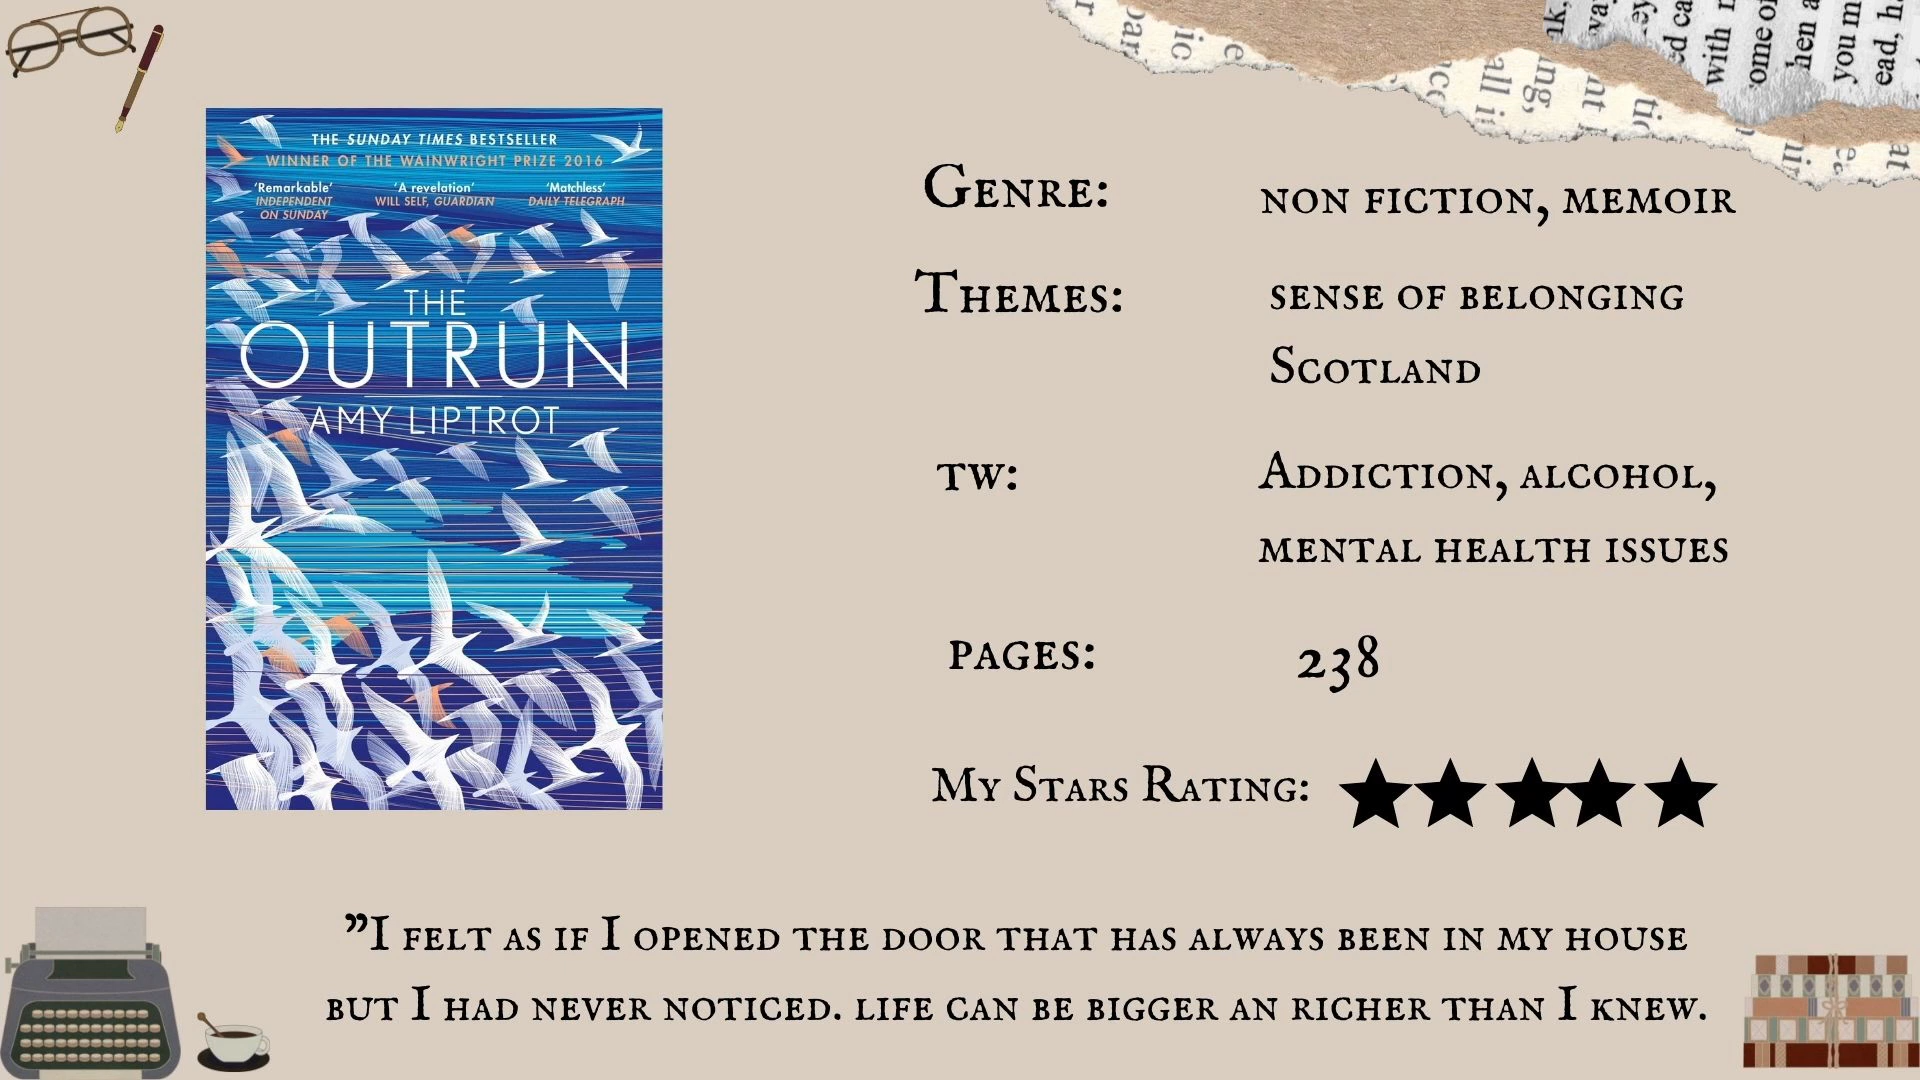 THE SUNDAY TIMES BESTSELLER
WINNER OF THE WAINWRIGHT PRIZE 2016
'Remarkable'
INDEPENDENT
ON SUNDAY
'A revelation'
WILL SELF, GUARDIAN
'Matchless'
DAILY TELEGRAPH
THE
OUTRUN
AMY LIPTROT
Genre: non fiction, memoir
Themes: sense of belonging
Scotland
tw: Addiction, alcohol,
mental health issues
pages: 238
My Stars Rating:
"I felt as if I opened the door that has always been in my house
but I had never noticed. life can be bigger an richer than I knew.